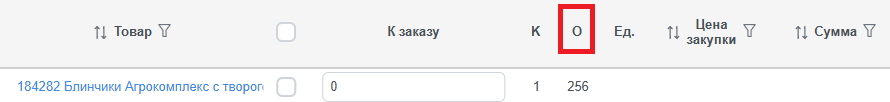 Товар К заказу К О Ед. Цена закупки Сумма
184282 Блинчики Агрокомплекс с творог 0 1 256